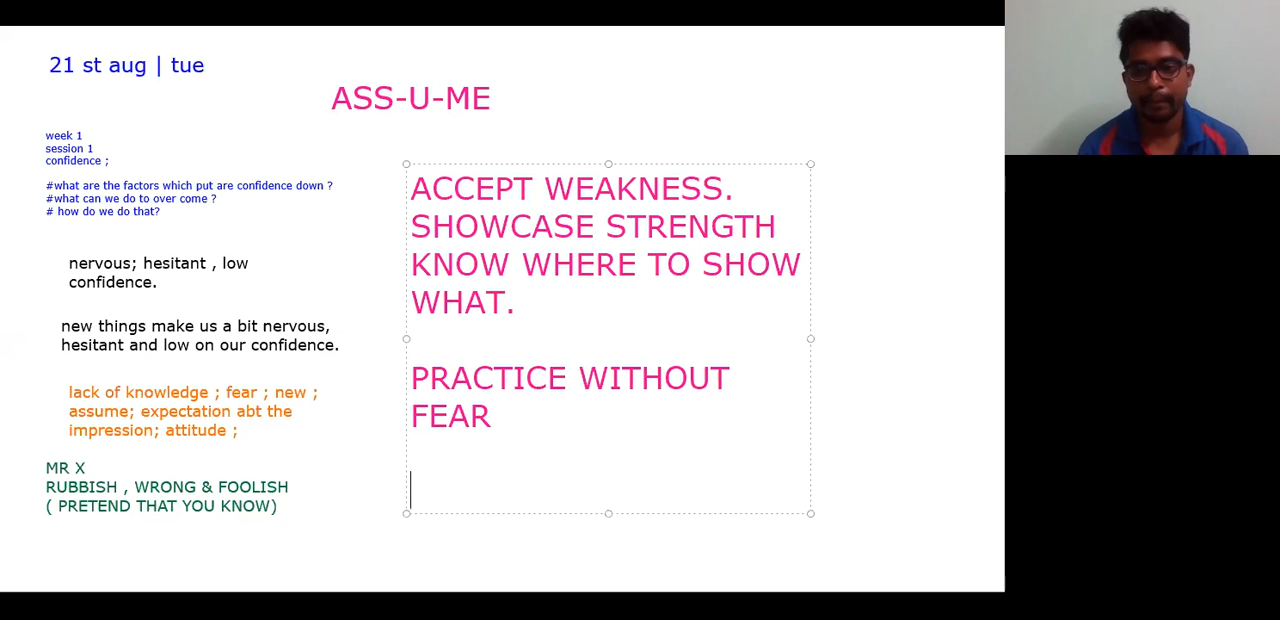 21 st aug | tue
ASS-U-ME
week 1
session 1
confidence ;
#what are the factors which put are confidence down ?
#what can we do to over come ?
# how do we do that?
nervous; hesitant , low
confidence.
new things make us a bit nervous,
hesitant and low on our confidence.
lack of knowledge ; fear ; new ;
assume; expectation abt the
impression; attitude ;
MR X
RUBBISH , WRONG & FOOLISH
( PRETEND THAT YOU KNOW)
ACCEPT WEAKNESS.
SHOWCASE STRENGTH
KNOW WHERE TO SHOW
WHAT.
PRACTICE WITHOUT
FEAR